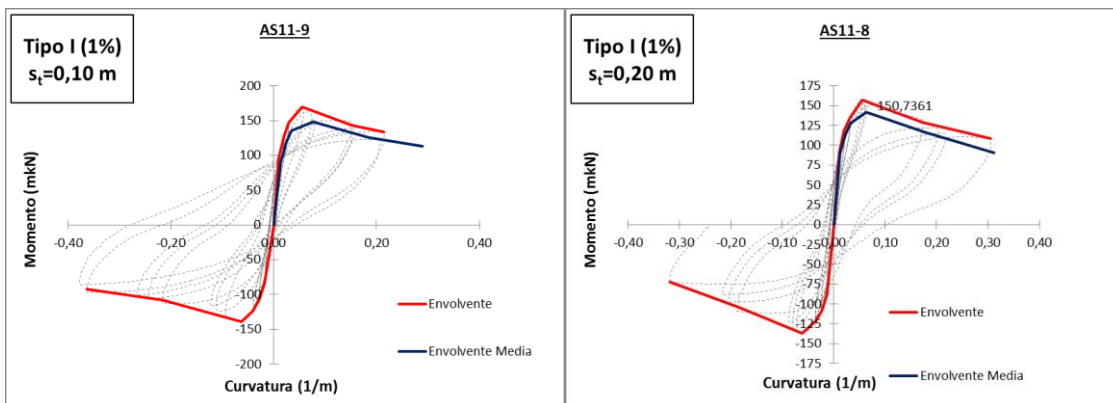 Tipo I (1%)
st=0,10 m
AS11-9
200
150
100
50
0
-50
-100
-150
-200
-0,40
-0,20
0,00
0,20
0,40
Momento (mkN)
Curvatura (1/m)
Envolvente
Envolvente Media
Tipo I (1%)
st=0,20 m
AS11-8
175
150
125
100
75
50
25
0
-25
-50
-75
-100
-125
-150
-175
150,7361
-0,40
-0,30
-0,20
-0,10
0,00
0,10
0,20
0,30
0,40
Momento (mkN)
Curvatura (1/m)
Envolvente
Envolvente Media